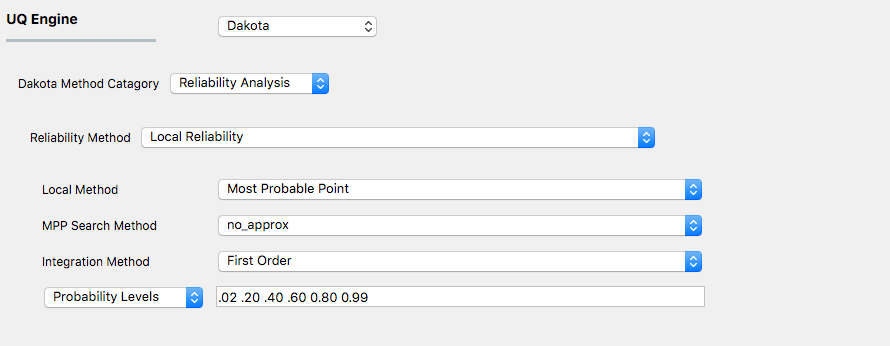 UQ Engine
Dakota
Dakota Method Catagory Reliability Analysis
Reliability Method Local Reliability
Local Method Most Probable Point
MPP Search Method no_approx
Integration Method First Order
Probability Levels .02 .20 .40 .60 0.80 0.99